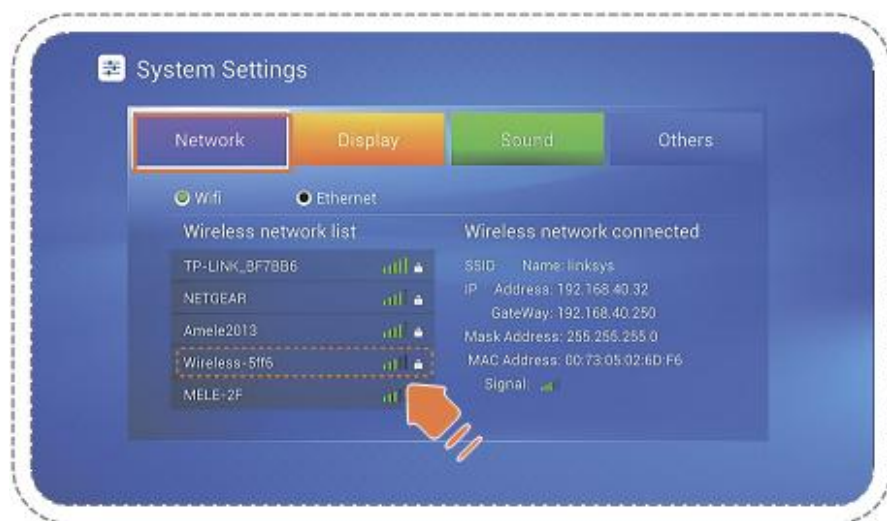 System Settings
Network Display Sound Others
Wifi Ethernet
Wireless network list
TP-LINK_BF7BB6
NETGEAR
Amele2013
Wireless-5ff6
MELE-2F
Wireless network connected
SSID Name: linksys
IP Address: 192.168.40.32
GateWay: 192.168.40.250
Mask Address: 255.255.255.0
MAC Address: 00:73:05:02:6D:F6
Signal: